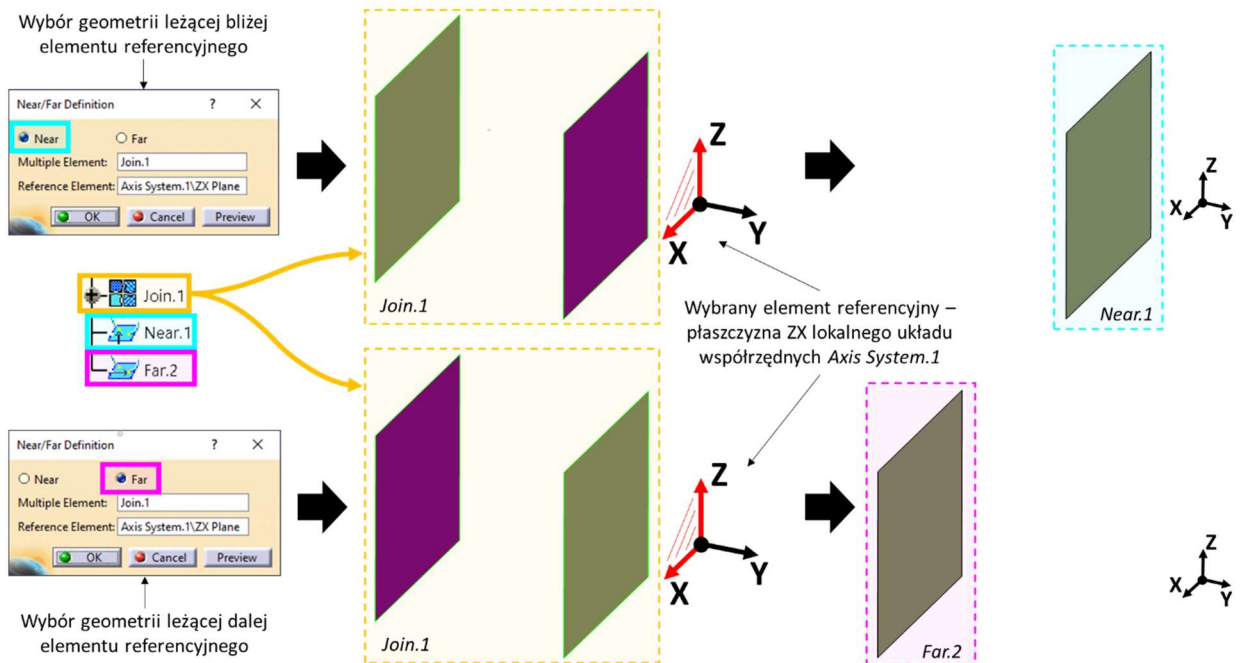 Wybór geometrii leżącej bliżej
elementu referencyjnego
Near/Far Definition ? ×
Near Far
Multiple Element: Join.1
Reference Element: Axis System.1\ZX Plane
OK Cancel Preview
Join.1
Z
X
Y
Near.1
Z
X
Y
Join.1
Near.1
Far.2
Wybrany element referencyjny –
płaszczyzna ZX lokalnego układu
współrzędnych Axis System.1
Near/Far Definition ? ×
Near Far
Multiple Element: Join.1
Reference Element: Axis System.1\ZX Plane
OK Cancel Preview
Wybór geometrii leżącej dalej
elementu referencyjnego
Join.1
Z
X
Y
Far.2
Z
X
Y